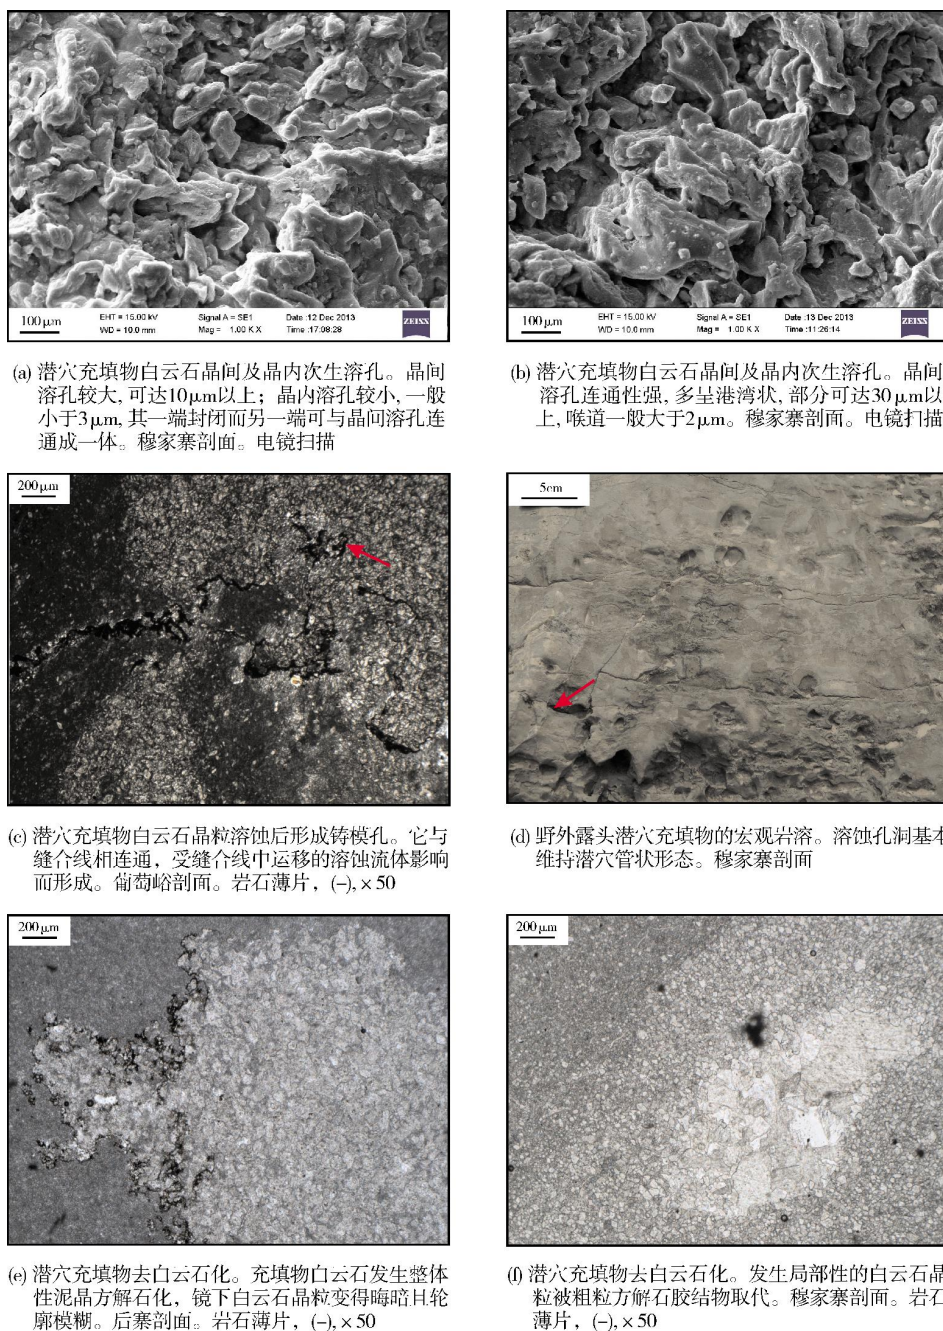 100μm
EHT = 15.00 kV
WD = 10.0 mm
Signal A = SE1
Mag = 1.00 K X
Date :12 Dec 2013
Time :17:08:28
ZEISS
100μm
EHT = 15.00 kV
WD = 10.0 mm
Signal A = SE1
Mag = 1.00 K X
Date :13 Dec 2013
Time :11:26:14
ZEISS
(a) 潜穴充填物白云石晶间及晶内次生溶孔。晶间
溶孔较大, 可达10μm以上; 晶内溶孔较小, 一般
小于3μm, 其一端封闭而另一端可与晶间溶孔连
通成一体。穆家寨剖面。电镜扫描
(b) 潜穴充填物白云石晶间及晶内次生溶孔。晶间
溶孔连通性强, 多呈港湾状, 部分可达30μm以
上, 喉道一般大于2μm。穆家寨剖面。电镜扫描
200μm
5cm
(c) 潜穴充填物白云石晶粒溶蚀后形成铸模孔。它与
缝合线相连通, 受缝合线中运移的溶蚀流体影响
而形成。葡萄峪剖面。岩石薄片, (−), × 50
(d) 野外露头潜穴充填物的宏观岩溶。溶蚀孔洞基本
维持潜穴管状形态。穆家寨剖面
200μm
200μm
(e) 潜穴充填物去白云石化。充填物白云石发生整体
性泥晶方解石化, 镜下白云石晶粒变得晦暗且轮
廓模糊。后寨剖面。岩石薄片, (−), × 50
(f) 潜穴充填物去白云石化。发生局部性的白云石晶
粒被粗粒方解石胶结物取代。穆家寨剖面。岩石
薄片, (−), × 50